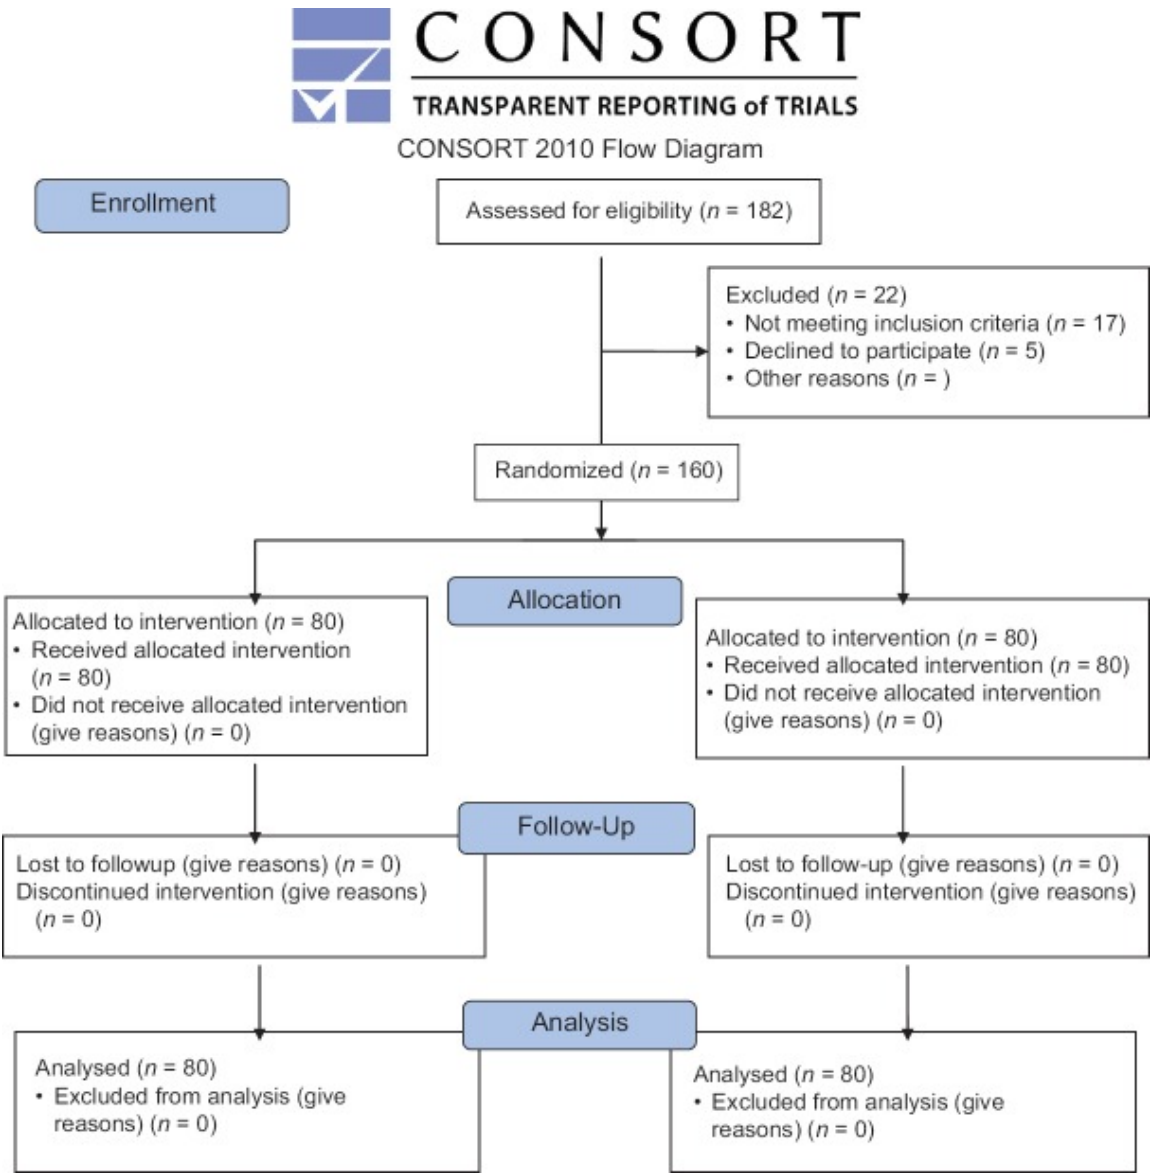 CONSORT
TRANSPARENT REPORTING of TRIALS
CONSORT 2010 Flow Diagram
Enrollment
Assessed for eligibility (n = 182)
Excluded (n = 22)
• Not meeting inclusion criteria (n = 17)
• Declined to participate (n = 5)
• Other reasons (n = )
Randomized (n = 160)
Allocation
Allocated to intervention (n = 80)
• Received allocated intervention
(n = 80)
• Did not receive allocated intervention
(give reasons) (n = 0)
Allocated to intervention (n = 80)
• Received allocated intervention (n = 80)
• Did not receive allocated intervention
(give reasons) (n = 0)
Follow-Up
Lost to followup (give reasons) (n = 0)
Discontinued intervention (give reasons)
(n = 0)
Lost to follow-up (give reasons) (n = 0)
Discontinued intervention (give reasons)
(n = 0)
Analysis
Analysed (n = 80)
• Excluded from analysis (give
reasons) (n = 0)
Analysed (n = 80)
• Excluded from analysis (give
reasons) (n = 0)